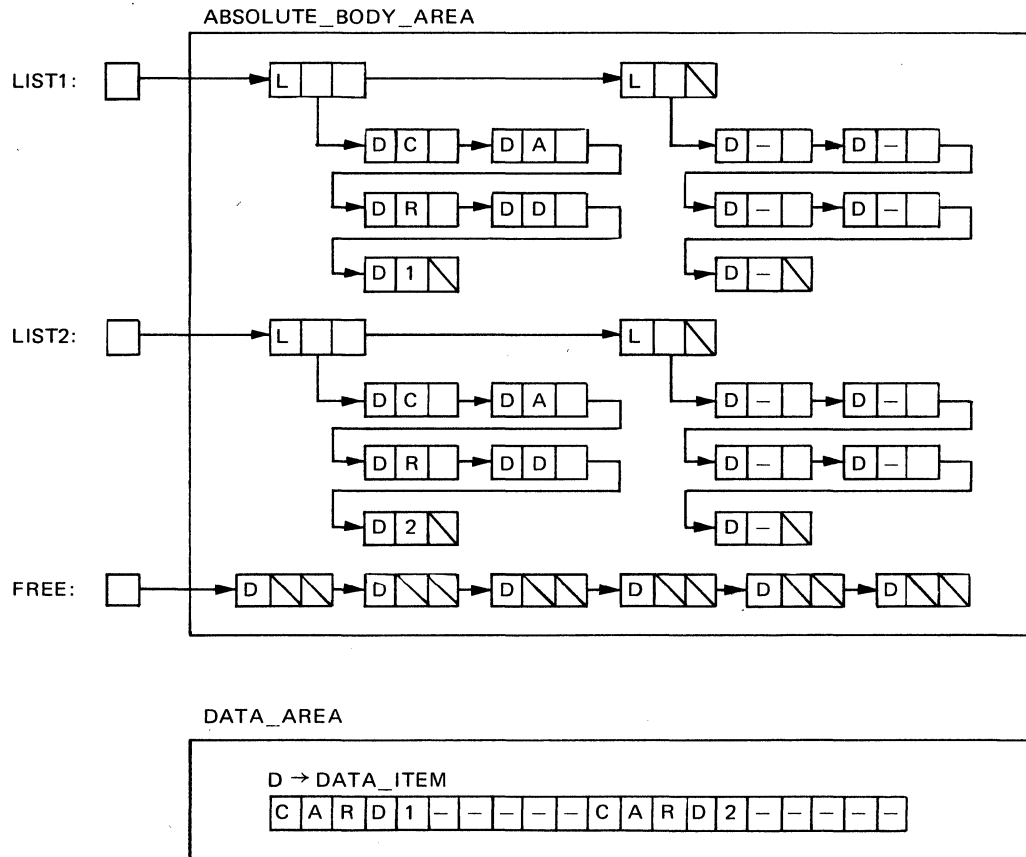 ABSOLUTE_BODY_AREA
LIST1: L L
D C D A D — D —
D R D D D — D —
D 1 D —
LIST2: L L
D C D A D — D —
D R D D D — D —
D 2 D —
FREE: D D D D D D
DATA_AREA
D → DATA_ITEM
C A R D 1 — — — — — C A R D 2 — — — — —